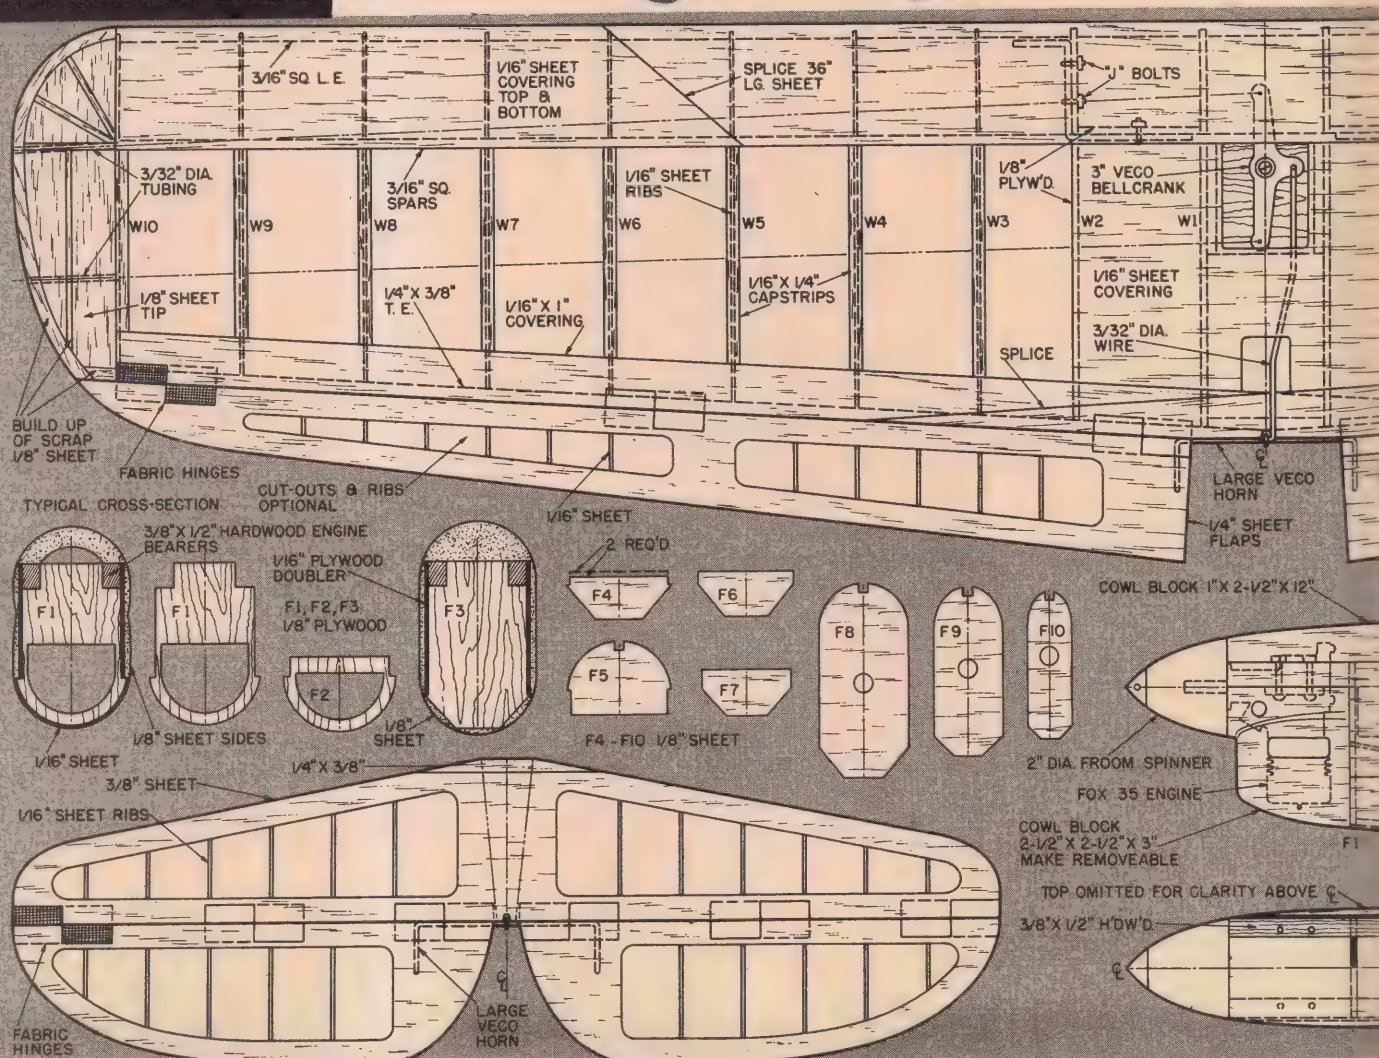 3/16" SQ. L. E.
1/16" SHEET
COVERING
TOP &
BOTTOM
SPLICE 36"
LG. SHEET
"J" BOLTS
3/32" DIA.
TUBING
3/16" SQ.
SPARS
1/16" SHEET
RIBS
1/8"
PLYW'D.
3" VECO
BELLCRANK
W10
W9
W8
W7
W6
W5
W4
W3
W2
W1
1/8" SHEET
TIP
1/4" X 3/8"
T. E.
1/16" X 1"
COVERING
1/16" X 1/4"
CAPSTRIPS
1/16" SHEET
COVERING
3/32" DIA.
WIRE
SPLICE
BUILD UP
OF SCRAP
1/8" SHEET
FABRIC HINGES
CUT-OUTS & RIBS
OPTIONAL
1/16" SHEET
℄
LARGE VECO
HORN
1/4" SHEET
FLAPS
TYPICAL CROSS-SECTION
3/8" X 1/2" HARDWOOD ENGINE
BEARERS
1/16" PLYWOOD
DOUBLER
F1, F2, F3
1/8" PLYWOOD
F1
F1
F2
F3
2 REQ'D.
F4
F6
F5
F7
F8
F9
F10
1/16" SHEET
1/8" SHEET SIDES
1/8"
SHEET
F4 - F10 1/8" SHEET
COWL BLOCK 1" X 2-1/2" X 12"
2" DIA. FROOM SPINNER
FOX 35 ENGINE
COWL BLOCK
2-1/2" X 2-1/2" X 3"
MAKE REMOVEABLE
F1
TOP OMITTED FOR CLARITY ABOVE ℄
3/8" X 1/2" H'DW'D.
℄
1/4" X 3/8"
3/8" SHEET
1/16" SHEET RIBS
℄
LARGE
VECO
HORN
FABRIC
HINGES